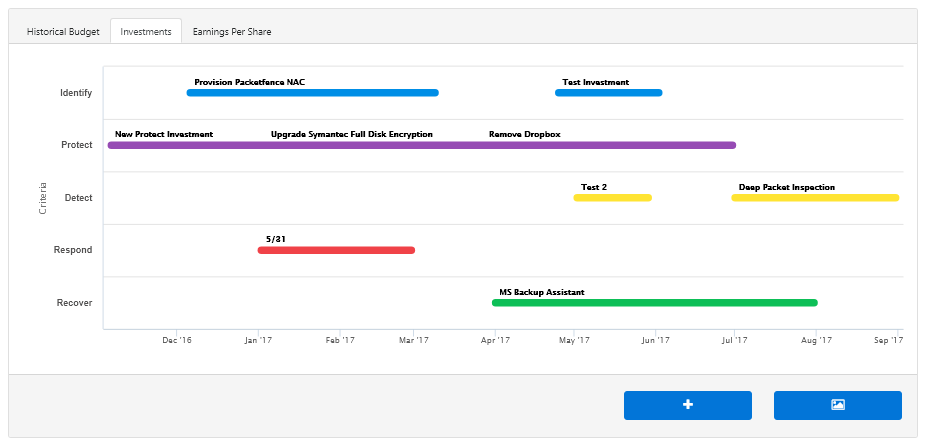 Historical Budget Investments Earnings Per Share
Provision Packetfence NAC Test Investment
Identify
New Protect Investment Upgrade Symantec Full Disk Encryption Remove Dropbox
Protect
Test 2 Deep Packet Inspection
Detect
Criteria
5/31
Respond
MS Backup Assistant
Recover
Dec '16 Jan '17 Feb '17 Mar '17 Apr '17 May '17 Jun '17 Jul '17 Aug '17 Sep '17